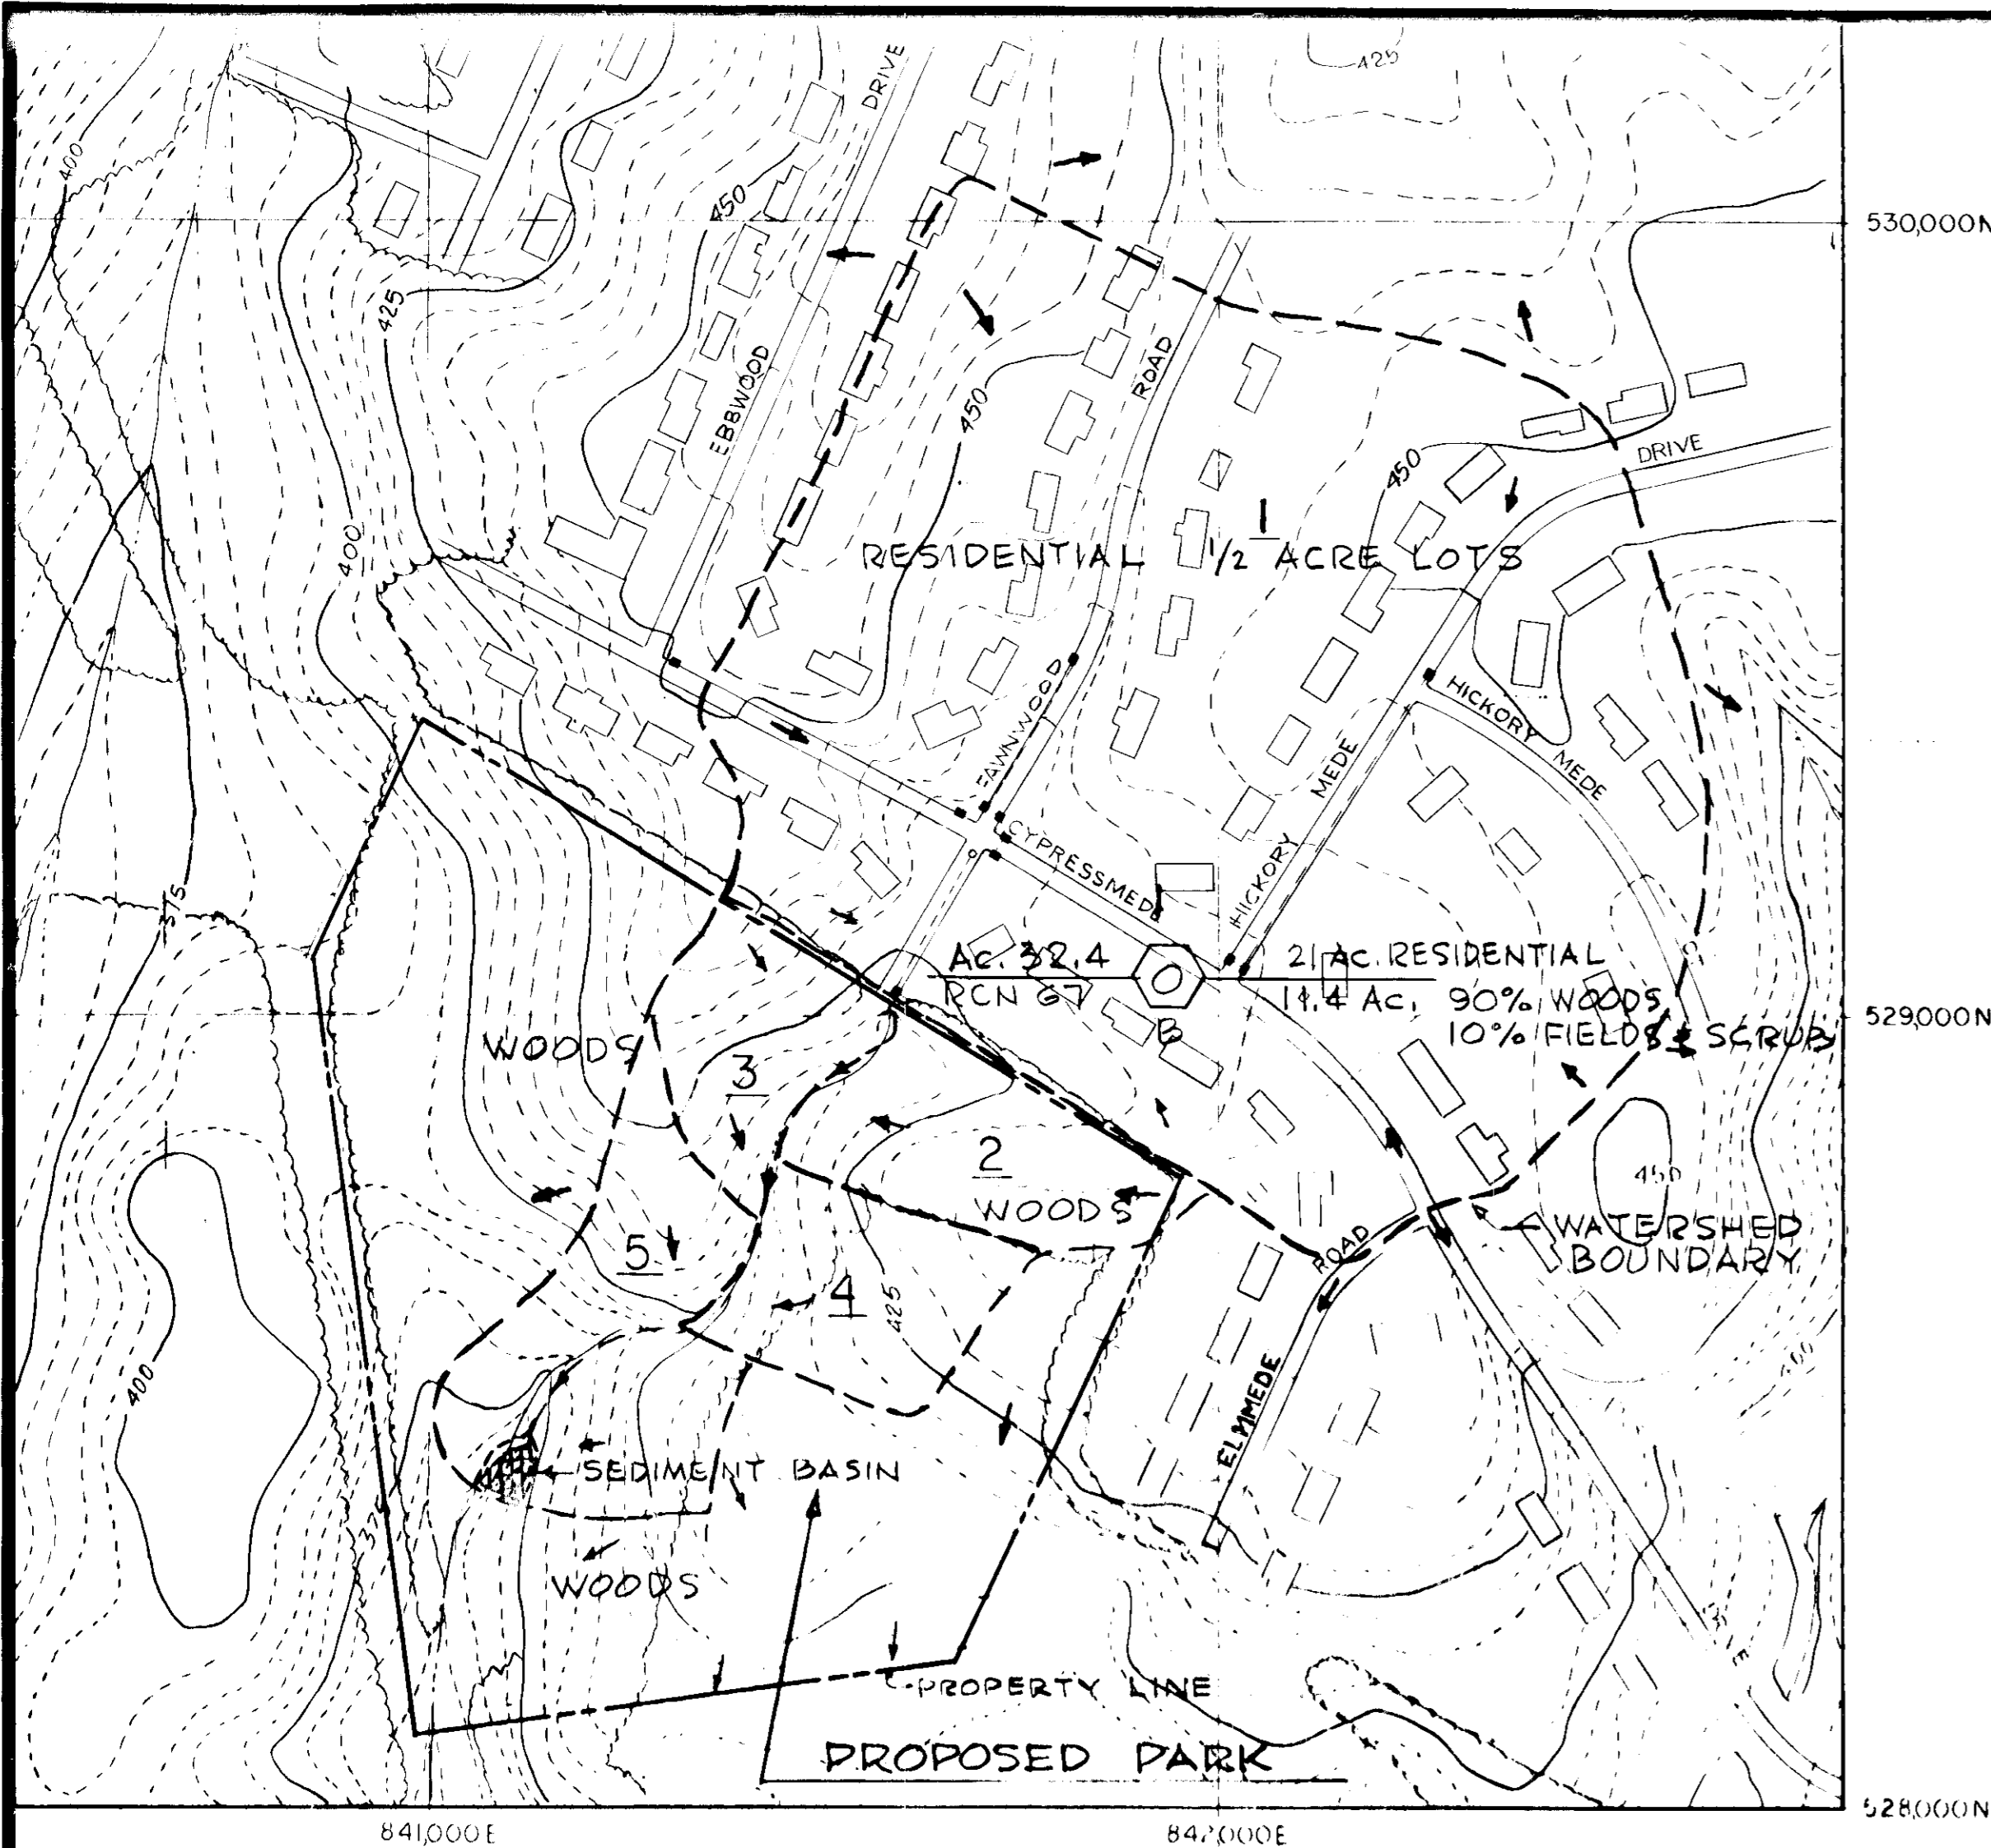 425
DRIVE
400
450
530,000N
425
ROAD
EBBWOOD
450
DRIVE
450
1
RESIDENTIAL 1/2 ACRE LOTS
400
FAWNWOOD
HICKORY
MEDE
MEDE
CYPRESSMEDE
HICKORY
375
AC. 32.4
RCN 67
B
21 AC. RESIDENTIAL
11.4 AC. 90% WOODS
10% FIELDS & SCRUB
529,000N
WOODS
3
2
WOODS
450
WATERSHED
BOUNDARY
ROAD
5
4
425
400
ELMMEDE
SEDIMENT BASIN
WOODS
PROPERTY LINE
PROPOSED PARK
528,000N
841,000E
842,000E